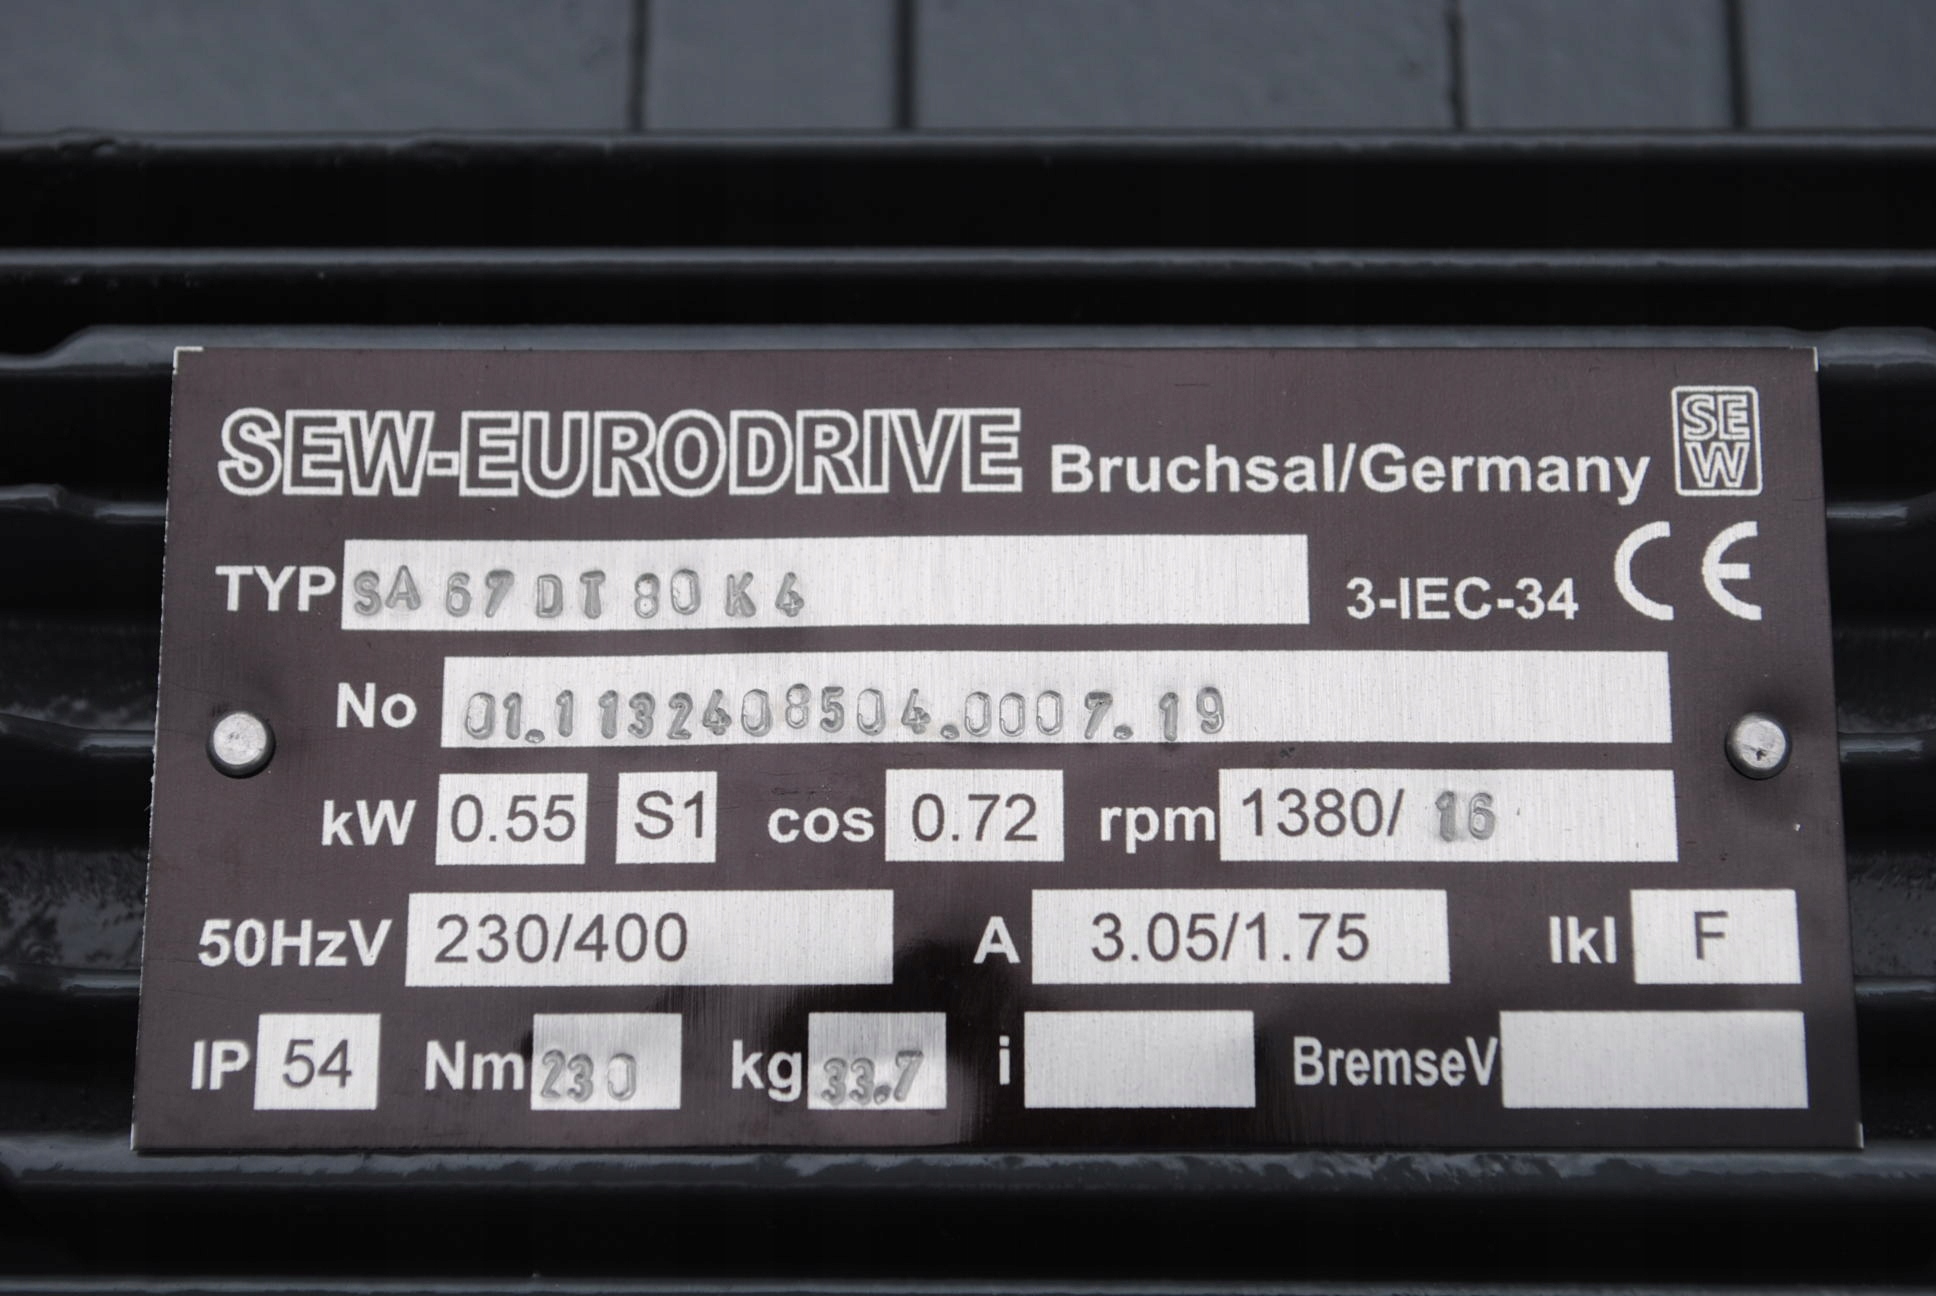 SEW-EURODRIVE Bruchsal/Germany SEW
TYP SA 67 DT 80 K4 3-IEC-34 CE
No 01.1132408504.0007.19
kW 0.55 S1 cos 0.72 rpm 1380/ 16
50HzV 230/400 A 3.05/1.75 Ikl F
IP 54 Nm 230 kg 33.7 i BremseV